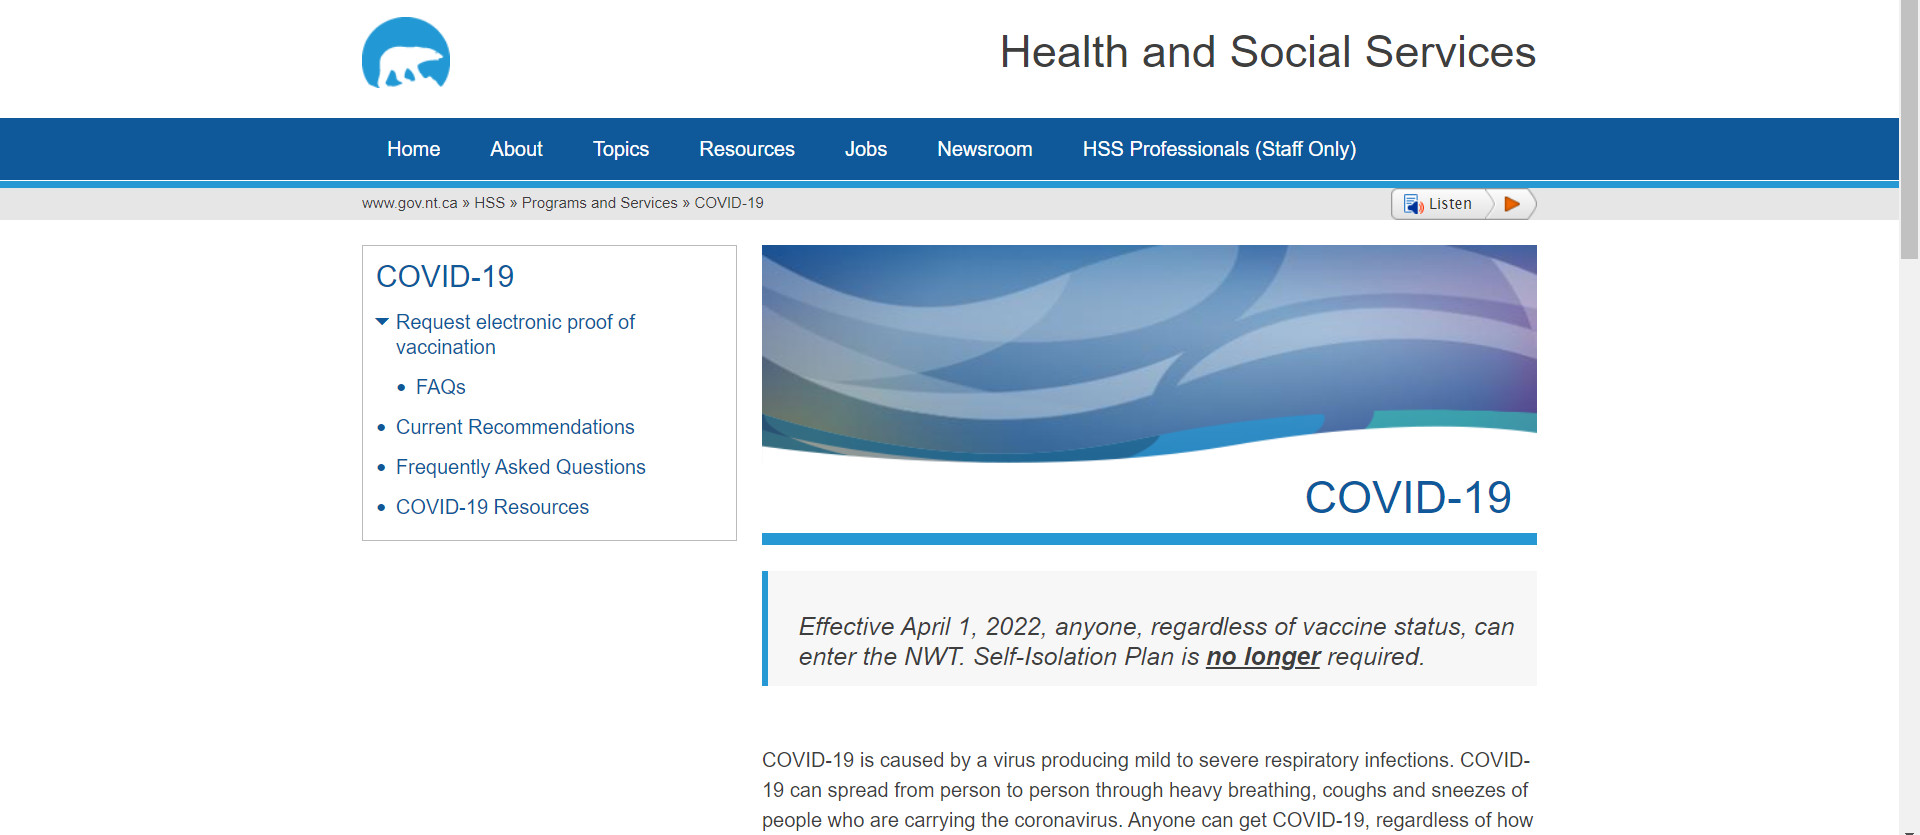 Health and Social Services
Home About Topics Resources Jobs Newsroom HSS Professionals (Staff Only)
www.gov.nt.ca » HSS » Programs and Services » COVID-19
Listen
COVID-19
Request electronic proof of
vaccination
FAQs
Current Recommendations
Frequently Asked Questions
COVID-19 Resources
COVID-19
Effective April 1, 2022, anyone, regardless of vaccine status, can
enter the NWT. Self-Isolation Plan is no longer required.
COVID-19 is caused by a virus producing mild to severe respiratory infections. COVID-
19 can spread from person to person through heavy breathing, coughs and sneezes of
people who are carrying the coronavirus. Anyone can get COVID-19, regardless of how